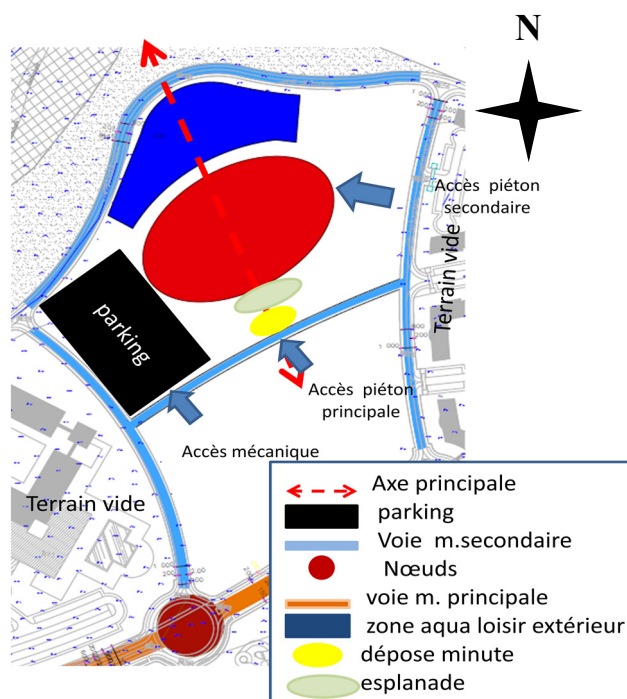 N
Accès piéton
secondaire
Terrain vide
parking
Accès piéton
principale
Accès mécanique
Terrain vide
Axe principale
parking
Voie m.secondaire
Nœuds
voie m. principale
zone aqua loisir extérieur
dépose minute
esplanade